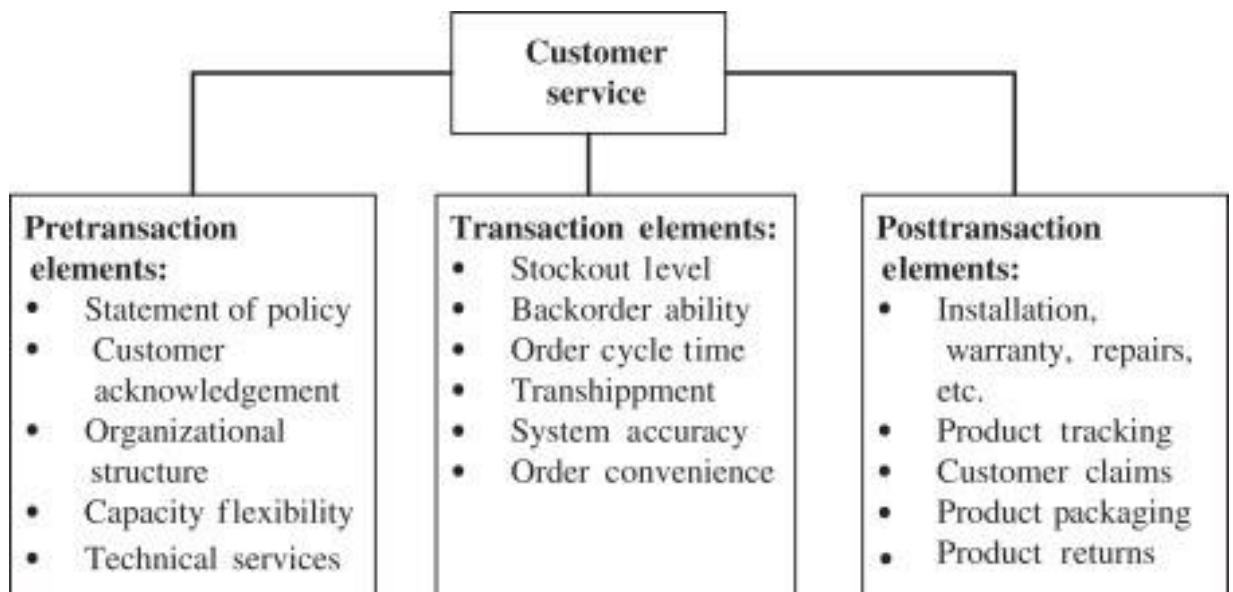 Customer
service
Pretransaction
elements:
• Statement of policy
• Customer
acknowledgement
• Organizational
structure
• Capacity flexibility
• Technical services
Transaction elements:
• Stockout level
• Backorder ability
• Order cycle time
• Transhippment
• System accuracy
• Order convenience
Posttransaction
elements:
• Installation,
warranty, repairs,
etc.
• Product tracking
• Customer claims
• Product packaging
• Product returns